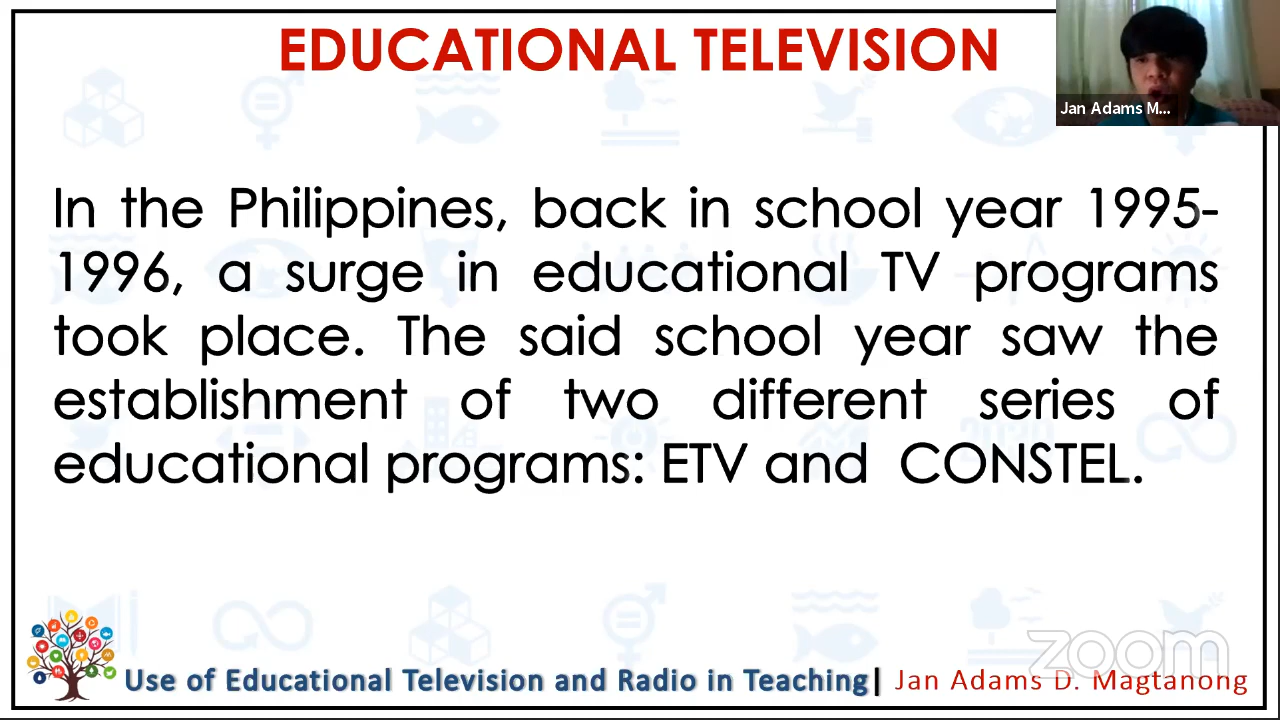 EDUCATIONAL TELEVISION
Jan Adams M...
In the Philippines, back in school year 1995-
1996, a surge in educational TV programs
took place. The said school year saw the
establishment of two different series of
educational programs: ETV and CONSTEL.
zoom
Use of Educational Television and Radio in Teaching| Jan Adams D. Magtanong